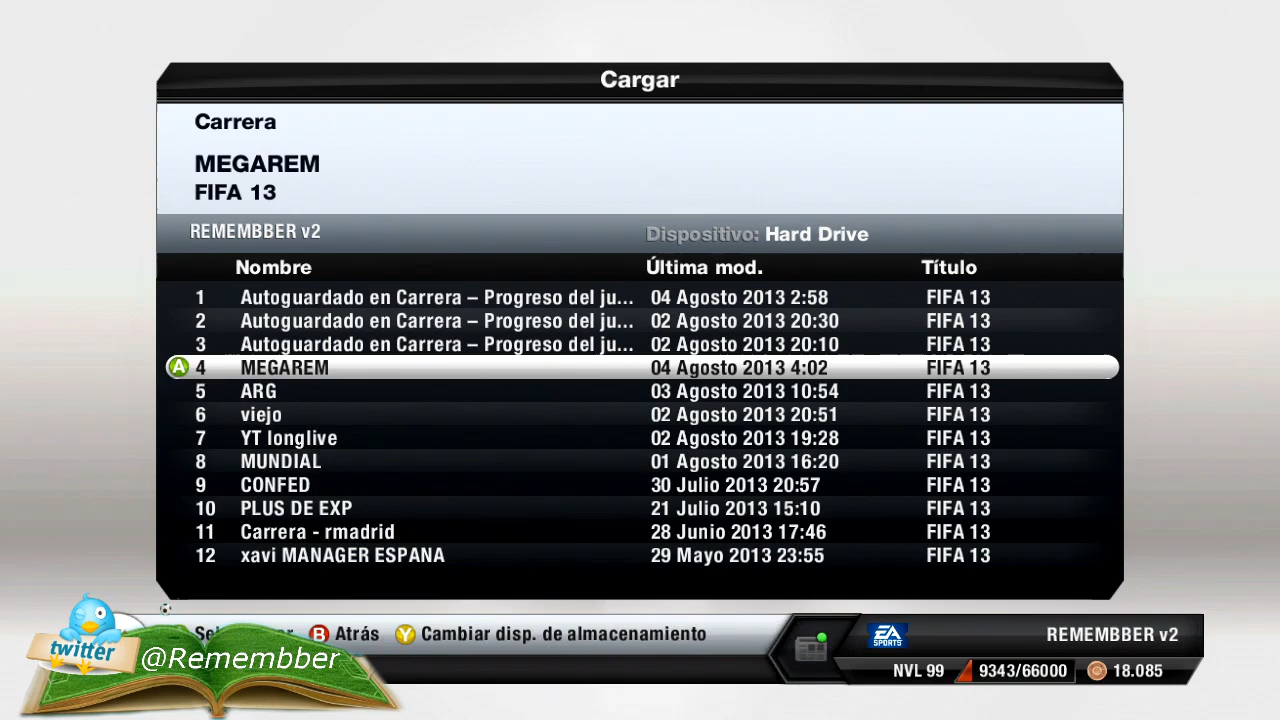 Cargar
Carrera
MEGAREM
FIFA 13
REMEMBBER v2 Dispositivo: Hard Drive
Nombre Última mod. Título
1 Autoguardado en Carrera – Progreso del ju... 04 Agosto 2013 2:58 FIFA 13
2 Autoguardado en Carrera – Progreso del ju... 02 Agosto 2013 20:30 FIFA 13
3 Autoguardado en Carrera – Progreso del ju... 02 Agosto 2013 20:10 FIFA 13
A 4 MEGAREM 04 Agosto 2013 4:02 FIFA 13
5 ARG 03 Agosto 2013 10:54 FIFA 13
6 viejo 02 Agosto 2013 20:51 FIFA 13
7 YT longlive 02 Agosto 2013 19:28 FIFA 13
8 MUNDIAL 01 Agosto 2013 16:20 FIFA 13
9 CONFED 30 Julio 2013 20:57 FIFA 13
10 PLUS DE EXP 21 Julio 2013 15:10 FIFA 13
11 Carrera - rmadrid 28 Junio 2013 17:46 FIFA 13
12 xavi MANAGER ESPANA 29 Mayo 2013 23:55 FIFA 13
B Atrás Y Cambiar disp. de almacenamiento EA SPORTS REMEMBBER v2
twitter @Remembber
NVL 99 9343/66000 18.085